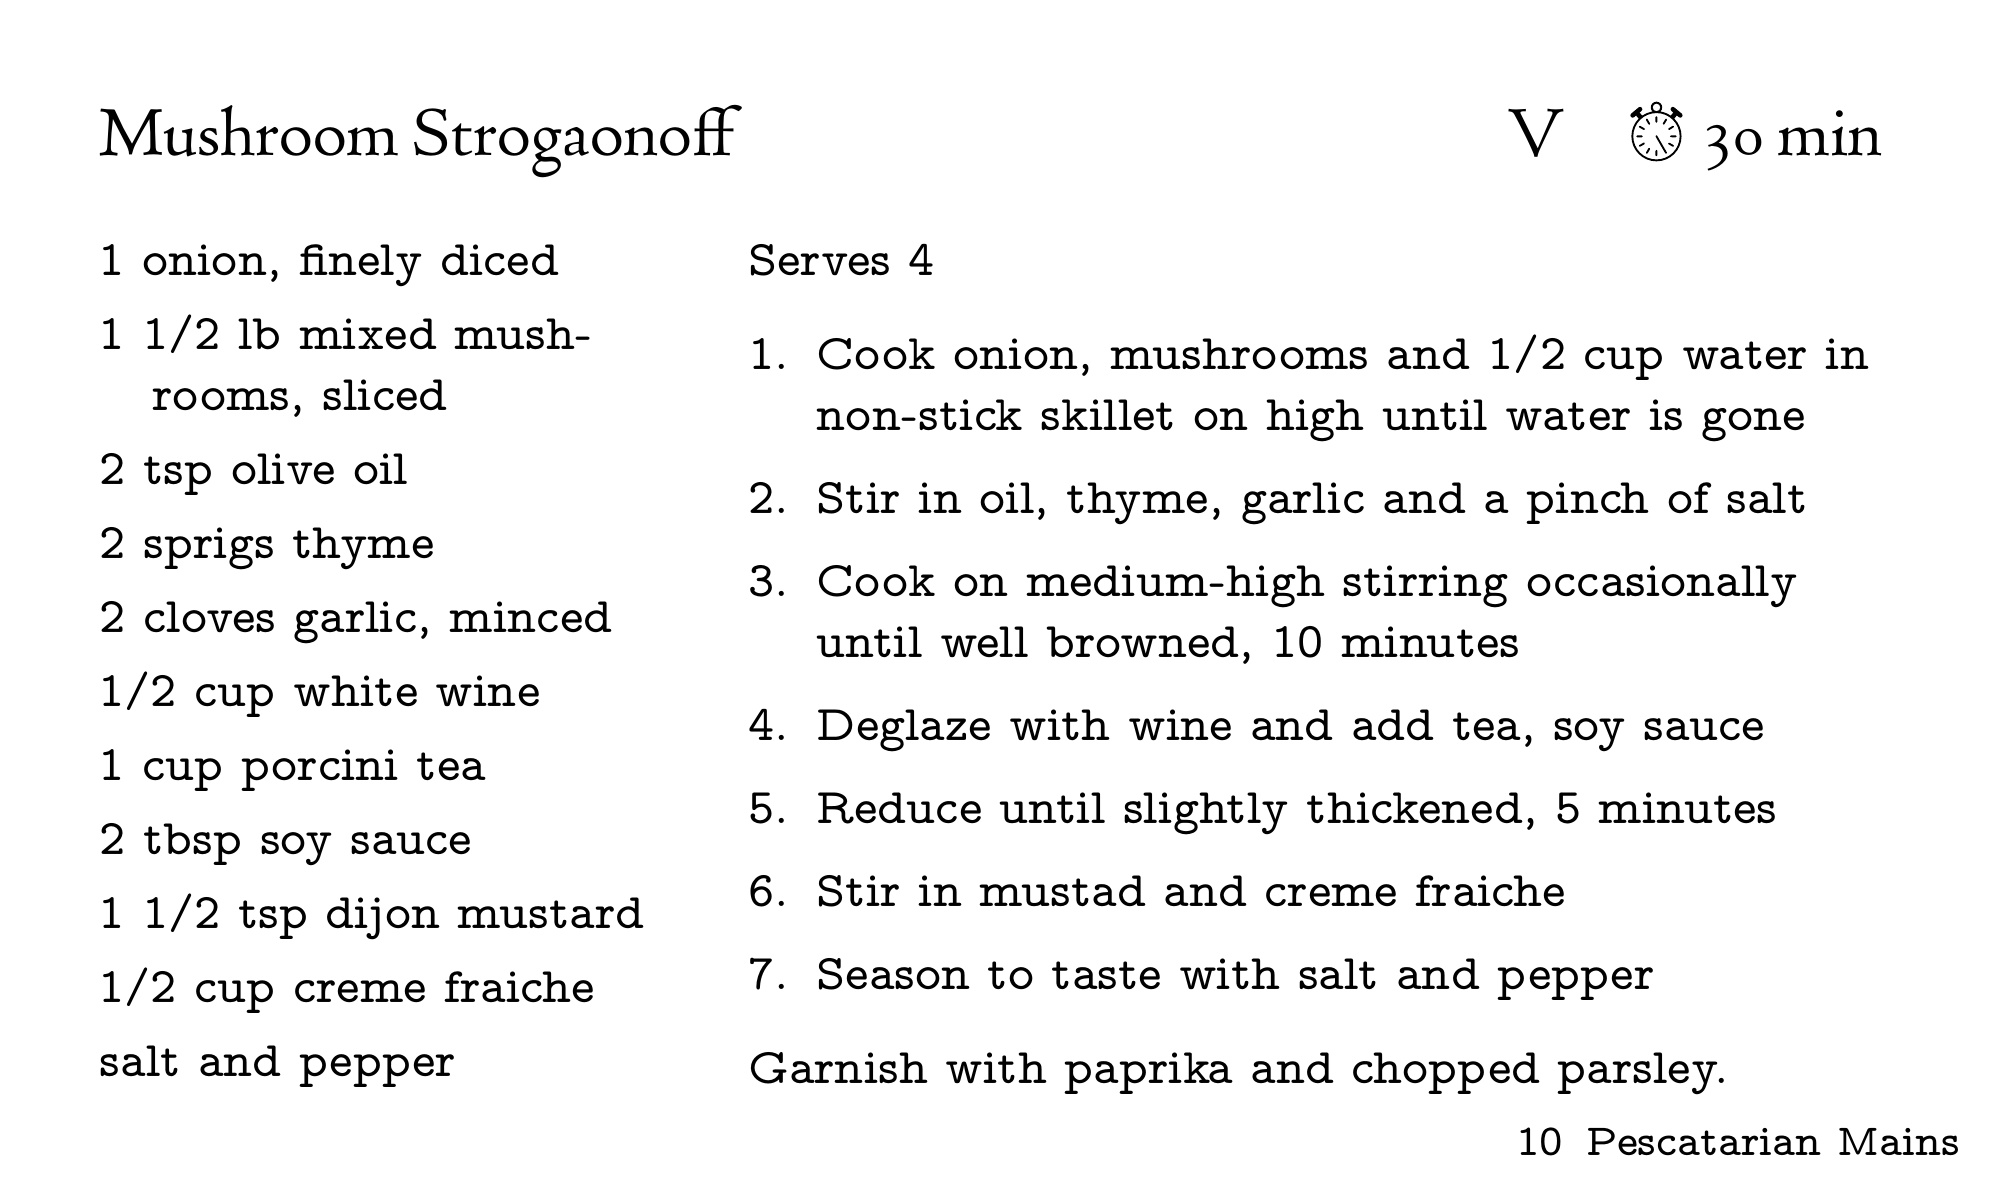 Mushroom Strogaonoff
V 30 min
1 onion, finely diced
1 1/2 lb mixed mush-
rooms, sliced
2 tsp olive oil
2 sprigs thyme
2 cloves garlic, minced
1/2 cup white wine
1 cup porcini tea
2 tbsp soy sauce
1 1/2 tsp dijon mustard
1/2 cup creme fraiche
salt and pepper
Serves 4
1. Cook onion, mushrooms and 1/2 cup water in
non-stick skillet on high until water is gone
2. Stir in oil, thyme, garlic and a pinch of salt
3. Cook on medium-high stirring occasionally
until well browned, 10 minutes
4. Deglaze with wine and add tea, soy sauce
5. Reduce until slightly thickened, 5 minutes
6. Stir in mustad and creme fraiche
7. Season to taste with salt and pepper
Garnish with paprika and chopped parsley.
10 Pescatarian Mains